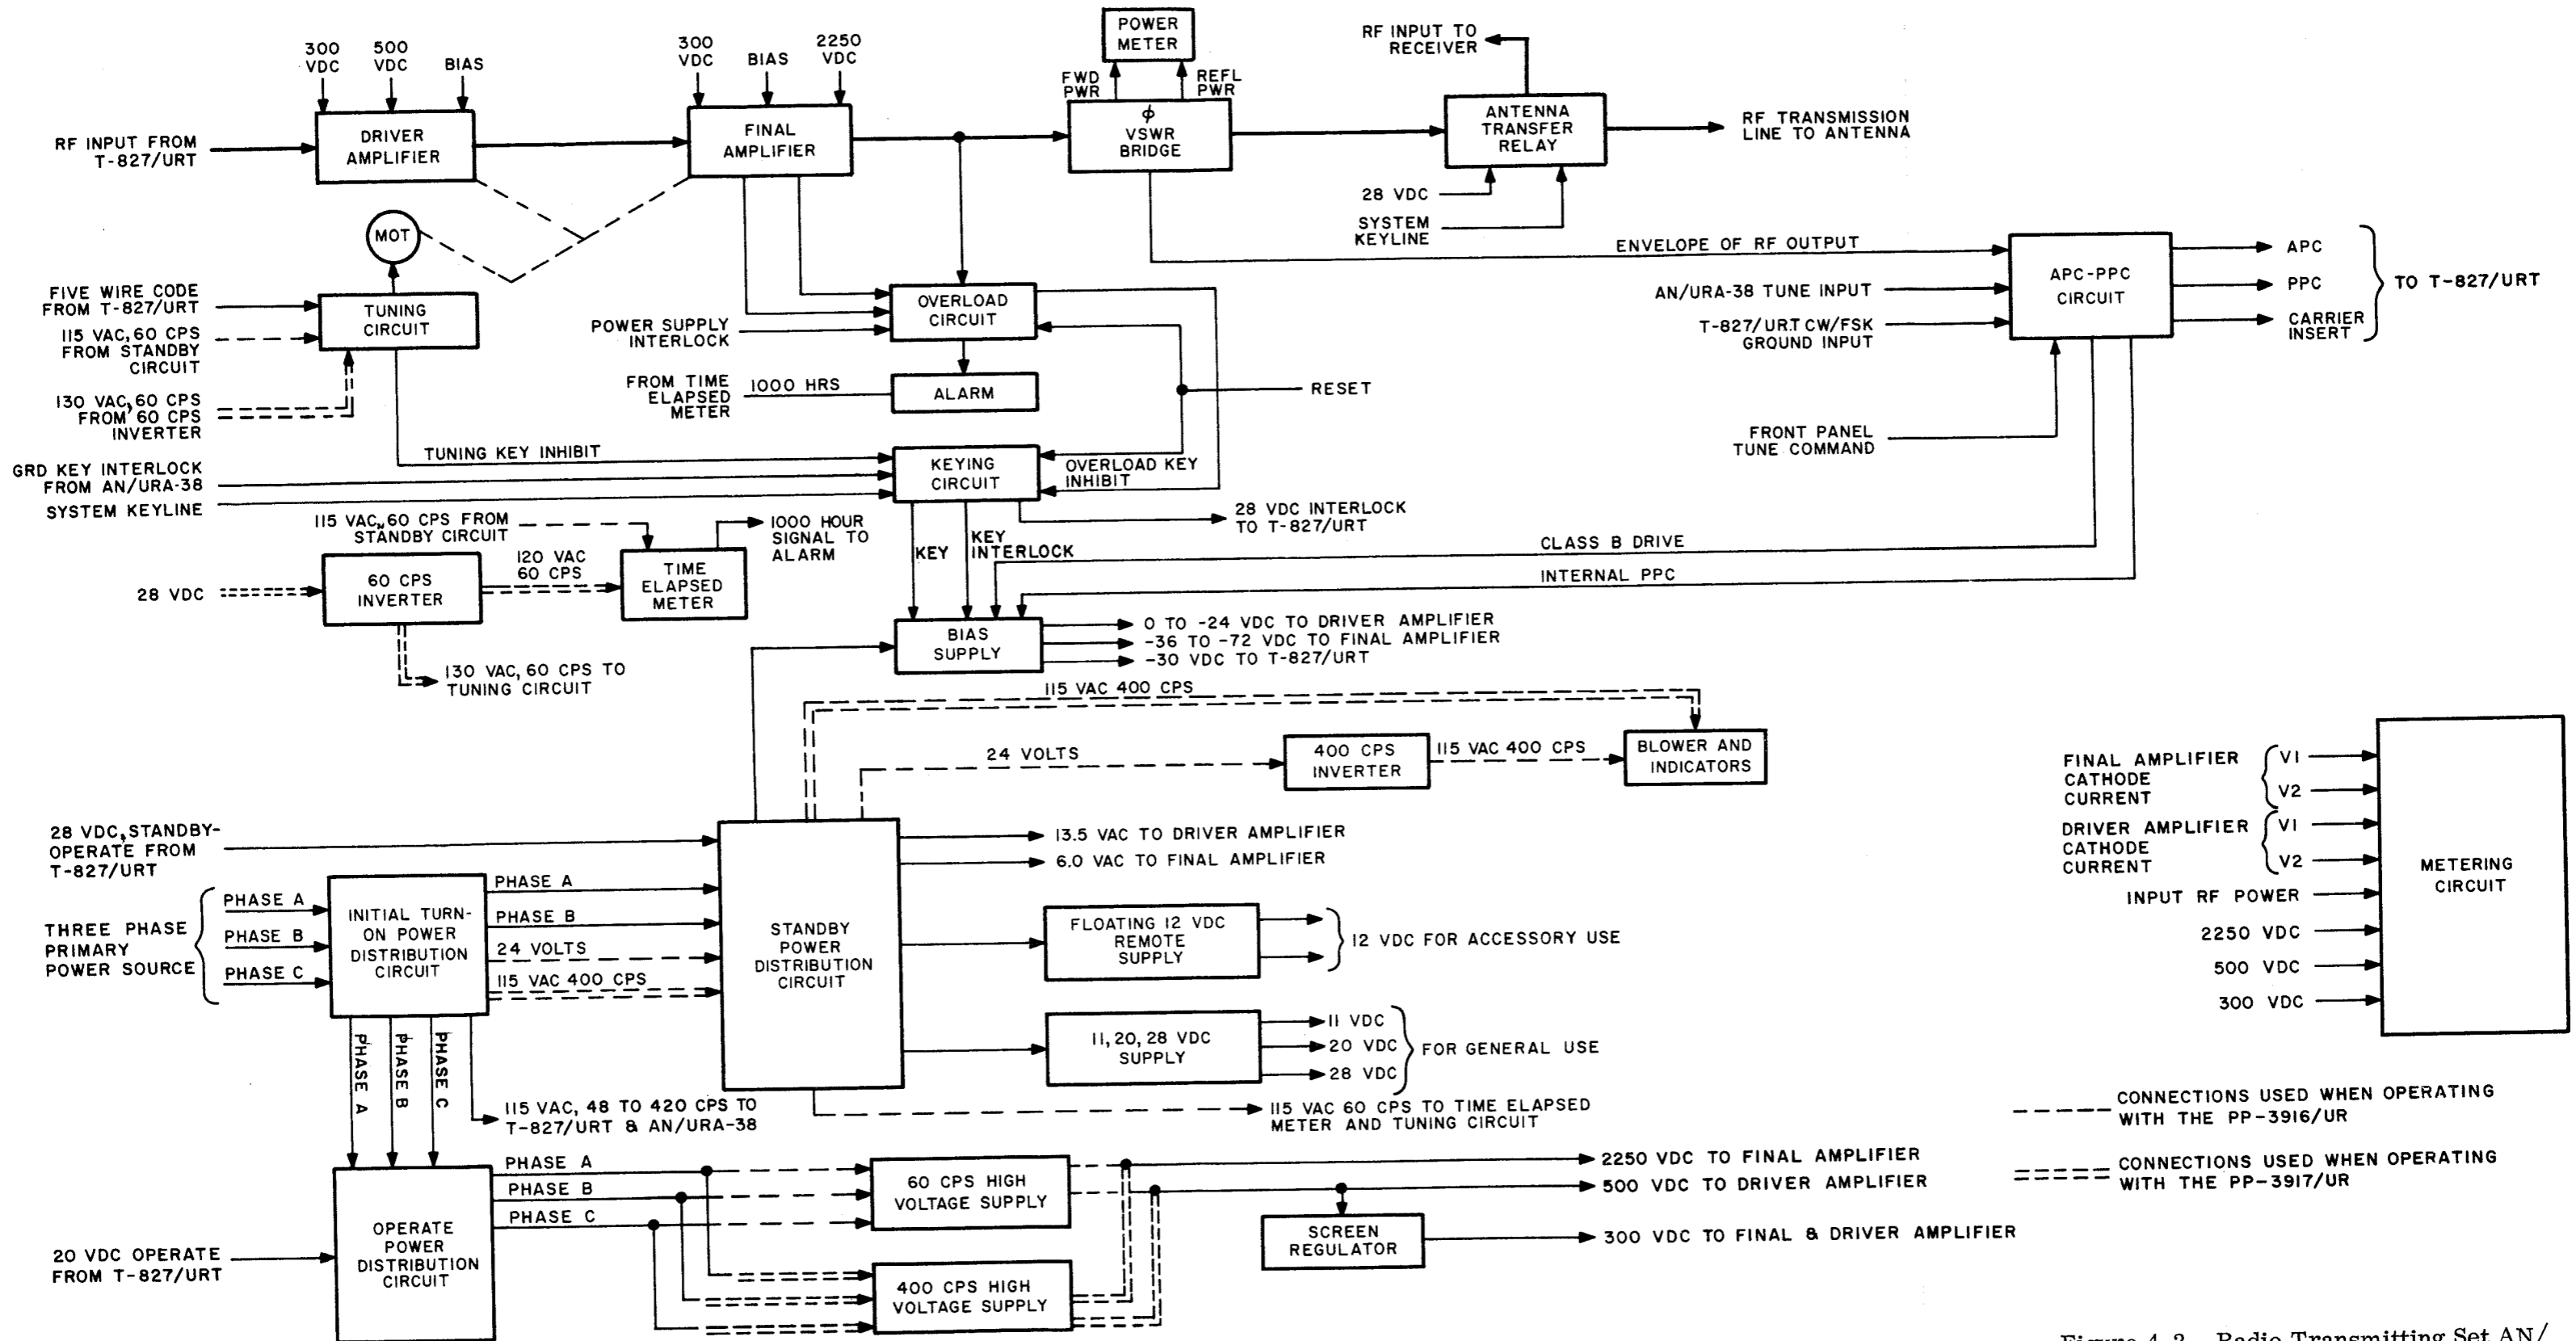 POWER
METER
FWD
PWR
REFL
PWR
300
VDC
500
VDC
BIAS
300
VDC
BIAS
2250
VDC
RF INPUT TO
RECEIVER
RF INPUT FROM
T-827/URT
DRIVER
AMPLIFIER
FINAL
AMPLIFIER
ϕ
VSWR
BRIDGE
ANTENNA
TRANSFER
RELAY
RF TRANSMISSION
LINE TO ANTENNA
28 VDC
SYSTEM
KEYLINE
MOT
ENVELOPE OF RF OUTPUT
FIVE WIRE CODE
FROM T-827/URT
115 VAC, 60 CPS
FROM STANDBY
CIRCUIT
130 VAC, 60 CPS
FROM 60 CPS
INVERTER
TUNING
CIRCUIT
POWER SUPPLY
INTERLOCK
OVERLOAD
CIRCUIT
FROM TIME
ELAPSED
METER
1000 HRS
ALARM
RESET
AN/URA-38 TUNE INPUT
T-827/URT CW/FSK
GROUND INPUT
APC-PPC
CIRCUIT
APC
PPC
CARRIER
INSERT
TO T-827/URT
FRONT PANEL
TUNE COMMAND
TUNING KEY INHIBIT
GRD KEY INTERLOCK
FROM AN/URA-38
SYSTEM KEYLINE
KEYING
CIRCUIT
OVERLOAD KEY
INHIBIT
28 VDC INTERLOCK
TO T-827/URT
115 VAC, 60 CPS FROM
STANDBY CIRCUIT
1000 HOUR
SIGNAL TO
ALARM
28 VDC
60 CPS
INVERTER
120 VAC
60 CPS
TIME
ELAPSED
METER
KEY
KEY
INTERLOCK
CLASS B DRIVE
INTERNAL PPC
130 VAC, 60 CPS TO
TUNING CIRCUIT
BIAS
SUPPLY
0 TO -24 VDC TO DRIVER AMPLIFIER
-36 TO -72 VDC TO FINAL AMPLIFIER
-30 VDC TO T-827/URT
115 VAC 400 CPS
24 VOLTS
400 CPS
INVERTER
115 VAC 400 CPS
BLOWER AND
INDICATORS
28 VDC, STANDBY-
OPERATE FROM
T-827/URT
13.5 VAC TO DRIVER AMPLIFIER
6.0 VAC TO FINAL AMPLIFIER
THREE PHASE
PRIMARY
POWER SOURCE
PHASE A
PHASE B
PHASE C
INITIAL TURN-
ON POWER
DISTRIBUTION
CIRCUIT
PHASE A
PHASE B
24 VOLTS
115 VAC 400 CPS
STANDBY
POWER
DISTRIBUTION
CIRCUIT
FLOATING 12 VDC
REMOTE
SUPPLY
12 VDC FOR ACCESSORY USE
11, 20, 28 VDC
SUPPLY
11 VDC
20 VDC
28 VDC
FOR GENERAL USE
FINAL AMPLIFIER
CATHODE
CURRENT
V1
V2
DRIVER AMPLIFIER
CATHODE
CURRENT
V1
V2
INPUT RF POWER
2250 VDC
500 VDC
300 VDC
METERING
CIRCUIT
PHASE A
PHASE B
PHASE C
115 VAC, 48 TO 420 CPS TO
T-827/URT & AN/URA-38
115 VAC 60 CPS TO TIME ELAPSED
METER AND TUNING CIRCUIT
CONNECTIONS USED WHEN OPERATING
WITH THE PP-3916/UR
CONNECTIONS USED WHEN OPERATING
WITH THE PP-3917/UR
20 VDC OPERATE
FROM T-827/URT
OPERATE
POWER
DISTRIBUTION
CIRCUIT
PHASE A
PHASE B
PHASE C
60 CPS HIGH
VOLTAGE SUPPLY
400 CPS HIGH
VOLTAGE SUPPLY
2250 VDC TO FINAL AMPLIFIER
500 VDC TO DRIVER AMPLIFIER
SCREEN
REGULATOR
300 VDC TO FINAL & DRIVER AMPLIFIER
Figure 4-2. Radio Transmitting Set AN/